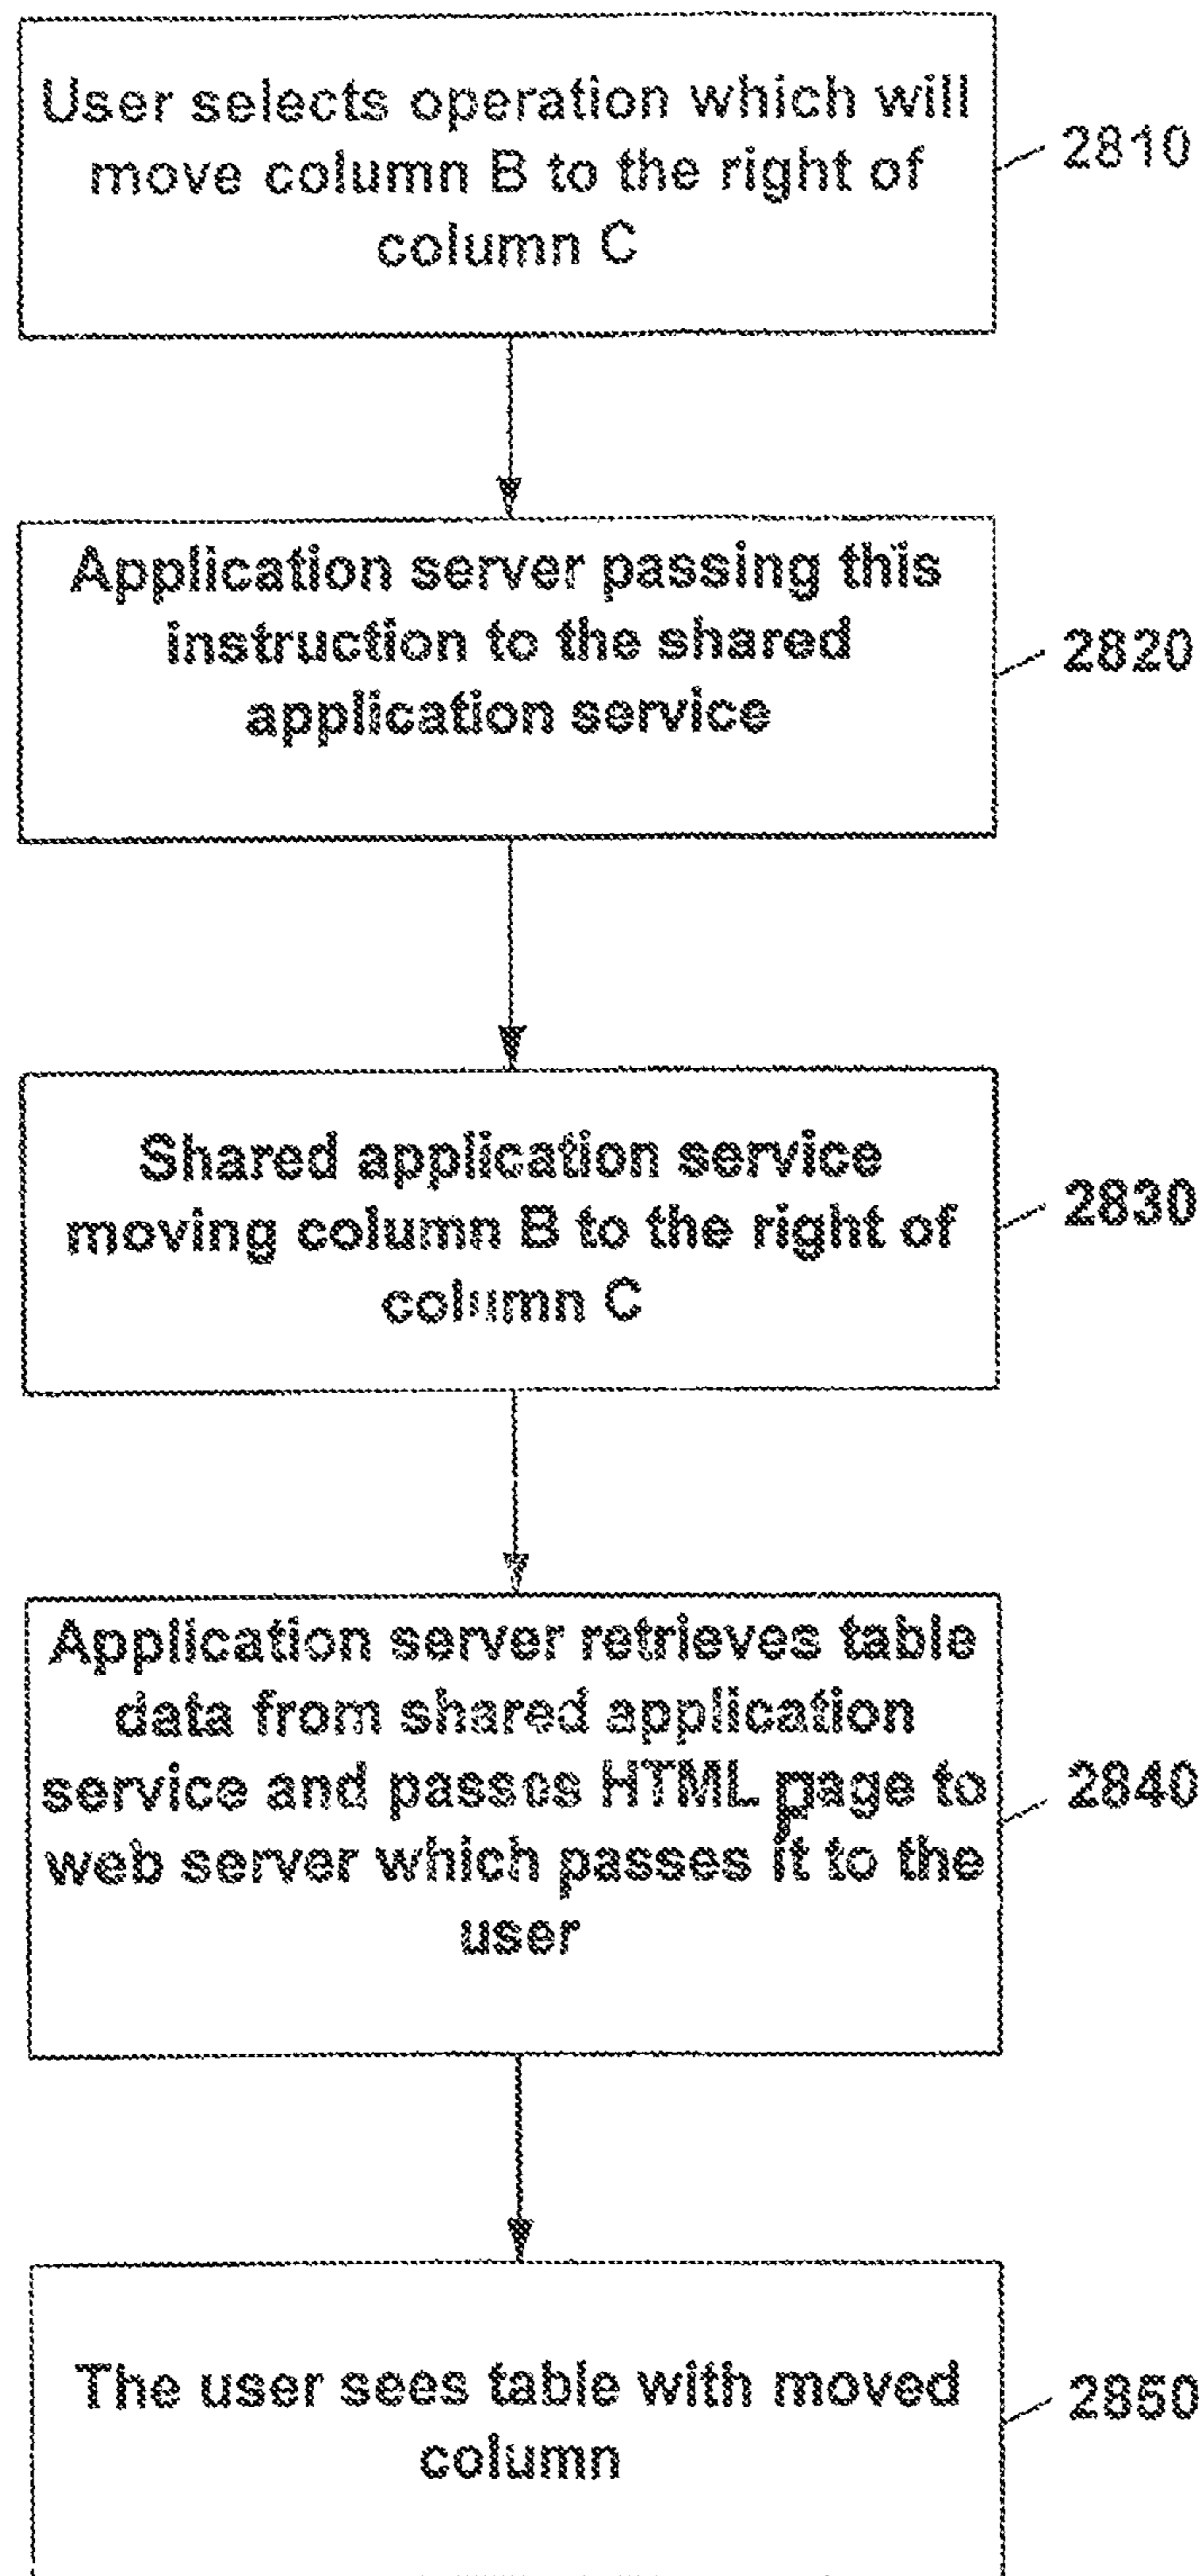 User selects operation which will
move column B to the right of
column C
2810
Application server passing this
instruction to the shared
application service
2820
Shared application service
moving column B to the right of
column C
2830
Application server retrieves table
data from shared application
service and passes HTML page to
web server which passes it to the
user
2840
The user sees table with moved
column
2850